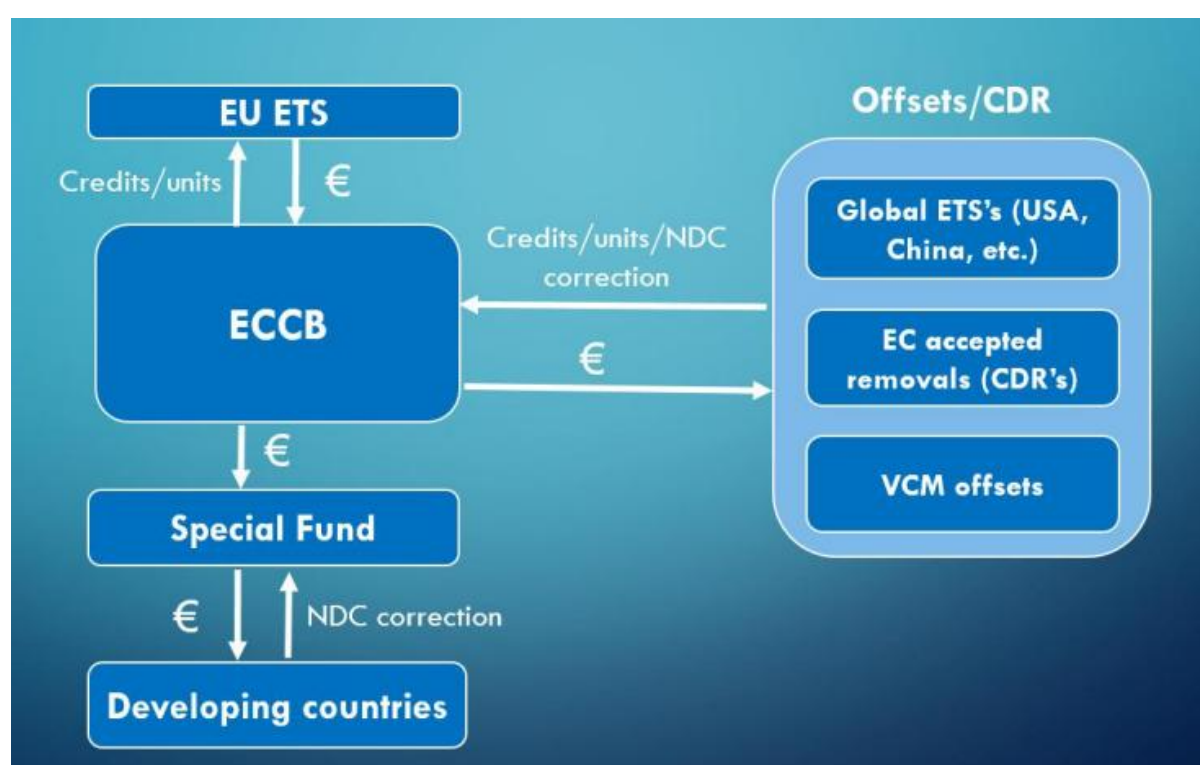 EU ETS
Credits/units
€
ECCB
Credits/units/NDC
correction
€
€
Special Fund
€
NDC correction
Developing countries
Offsets/CDR
Global ETS's (USA,
China, etc.)
EC accepted
removals (CDR's)
VCM offsets